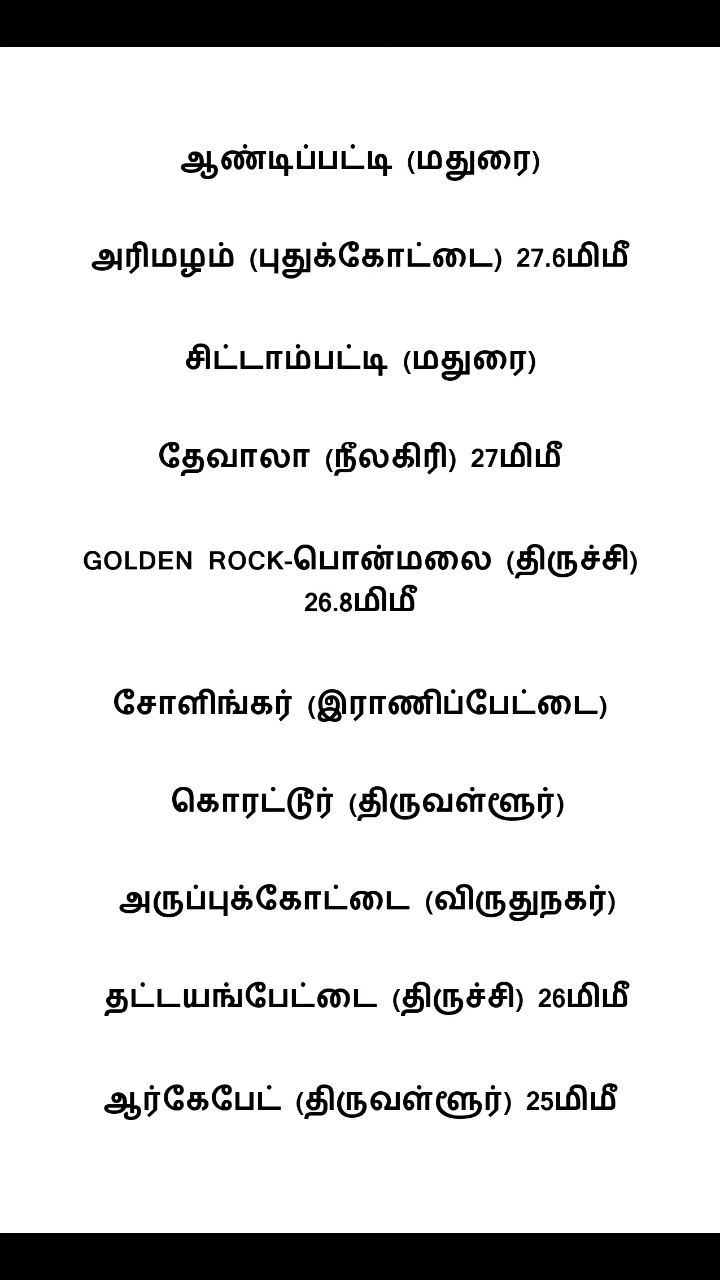 ஆண்டிப்பட்டி (மதுரை)
அரிமழம் (புதுக்கோட்டை) 27.6மிமீ
சிட்டாம்பட்டி (மதுரை)
தேவாலா (நீலகிரி) 27மிமீ
GOLDEN ROCK-பொன்மலை (திருச்சி)
26.8மிமீ
சோளிங்கர் (இராணிப்பேட்டை)
கொரட்டூர் (திருவள்ளூர்)
அருப்புக்கோட்டை (விருதுநகர்)
தட்டயங்பேட்டை (திருச்சி) 26மிமீ
ஆர்கேபேட் (திருவள்ளூர்) 25மிமீ